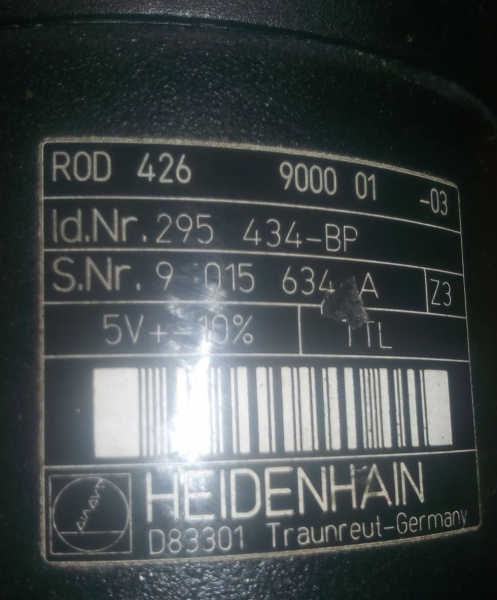 ROD 426 9000 01 -03
Id.Nr. 295 434-BP
S.Nr. 9 015 634 A Z3
5V+-10% TTL
HEIDENHAIN
D83301 Traunreut-Germany